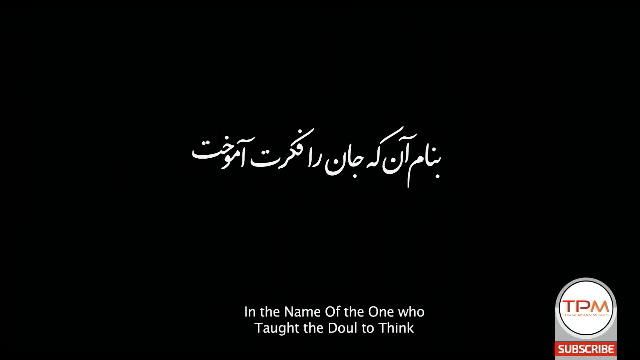 بنام آن که جان را فکرت آموخت
In the Name Of the One who
Taught the Doul to Think
TPM
SUBSCRIBE